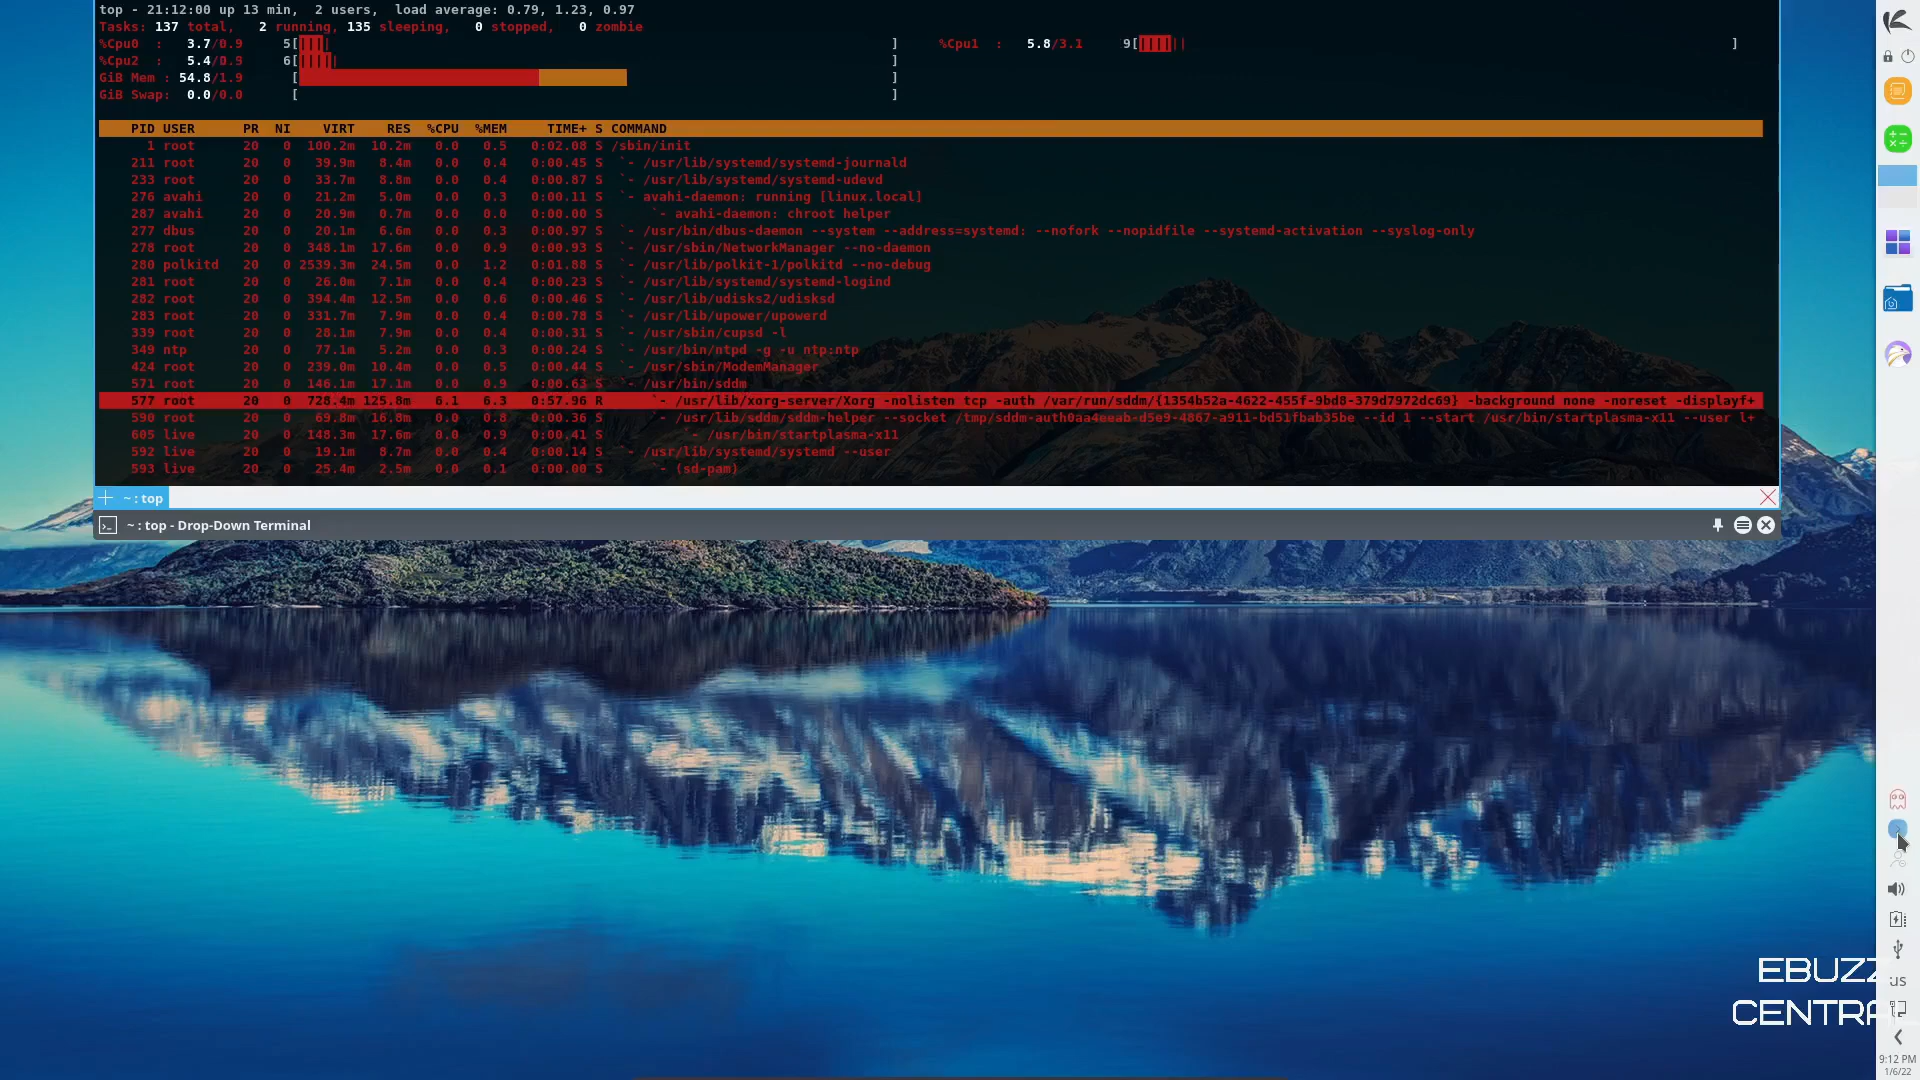 top - 21:12:00 up 13 min,  2 users,  load average: 0.79, 1.23, 0.97
Tasks: 137 total,   2 running, 135 sleeping,   0 stopped,   0 zombie
%Cpu0  :   3.7/0.9     5[||| | ]     %Cpu1  :   5.8/3.1     9[|||| || ]
%Cpu2  :   5.4/0.9     6[|||| | ]
GiB Mem : 54.8/1.9      [ ]
GiB Swap:  0.0/0.0      [ ]
PID USER      PR  NI    VIRT    RES  %CPU  %MEM     TIME+ S COMMAND
1 root      20   0  100.2m  10.2m   0.0   0.5   0:02.08 S /sbin/init
211 root      20   0   39.9m   8.4m   0.0   0.4   0:00.45 S  `- /usr/lib/systemd/systemd-journald
233 root      20   0   33.7m   8.8m   0.0   0.4   0:00.87 S  `- /usr/lib/systemd/systemd-udevd
276 avahi     20   0   21.2m   5.0m   0.0   0.3   0:00.11 S  `- avahi-daemon: running [linux.local]
287 avahi     20   0   20.9m   0.7m   0.0   0.0   0:00.00 S      `- avahi-daemon: chroot helper
277 dbus      20   0   20.1m   6.6m   0.0   0.3   0:00.97 S  `- /usr/bin/dbus-daemon --system --address=systemd: --nofork --nopidfile --systemd-activation --syslog-only
278 root      20   0  348.1m  17.6m   0.0   0.9   0:00.93 S  `- /usr/sbin/NetworkManager --no-daemon
280 polkitd   20   0 2539.3m  24.5m   0.0   1.2   0:01.88 S  `- /usr/lib/polkit-1/polkitd --no-debug
281 root      20   0   26.0m   7.1m   0.0   0.4   0:00.23 S  `- /usr/lib/systemd/systemd-logind
282 root      20   0  394.4m  12.5m   0.0   0.6   0:00.46 S  `- /usr/lib/udisks2/udisksd
283 root      20   0  331.7m   7.9m   0.0   0.4   0:00.78 S  `- /usr/lib/upower/upowerd
339 root      20   0   28.1m   7.9m   0.0   0.4   0:00.31 S  `- /usr/sbin/cupsd -l
349 ntp       20   0   77.1m   5.2m   0.0   0.3   0:00.24 S  `- /usr/bin/ntpd -g -u ntp:ntp
424 root      20   0  239.0m  10.4m   0.0   0.5   0:00.44 S  `- /usr/sbin/ModemManager
571 root      20   0  146.1m  17.1m   0.0   0.9   0:00.63 S  `- /usr/bin/sddm
577 root      20   0  728.4m 125.8m   6.1   6.3   0:57.96 R      `- /usr/lib/xorg-server/Xorg -nolisten tcp -auth /var/run/sddm/{1354b52a-4622-455f-9bd8-379d7972dc69} -background none -noreset -displayf+
590 root      20   0   69.8m  16.8m   0.0   0.8   0:00.36 S      `- /usr/lib/sddm/sddm-helper --socket /tmp/sddm-auth0aa4eeab-d5e9-4867-a911-bd51fbab35be --id 1 --start /usr/bin/startplasma-x11 --user l+
605 live      20   0  148.3m  17.6m   0.0   0.9   0:00.41 S          `- /usr/bin/startplasma-x11
592 live      20   0   19.1m   8.7m   0.0   0.4   0:00.14 S  `- /usr/lib/systemd/systemd --user
593 live      20   0   25.4m   2.5m   0.0   0.1   0:00.00 S      `- (sd-pam)
~ : top
~ : top - Drop-Down Terminal
EBUZZ
CENTRA
us
9:12 PM
1/6/22